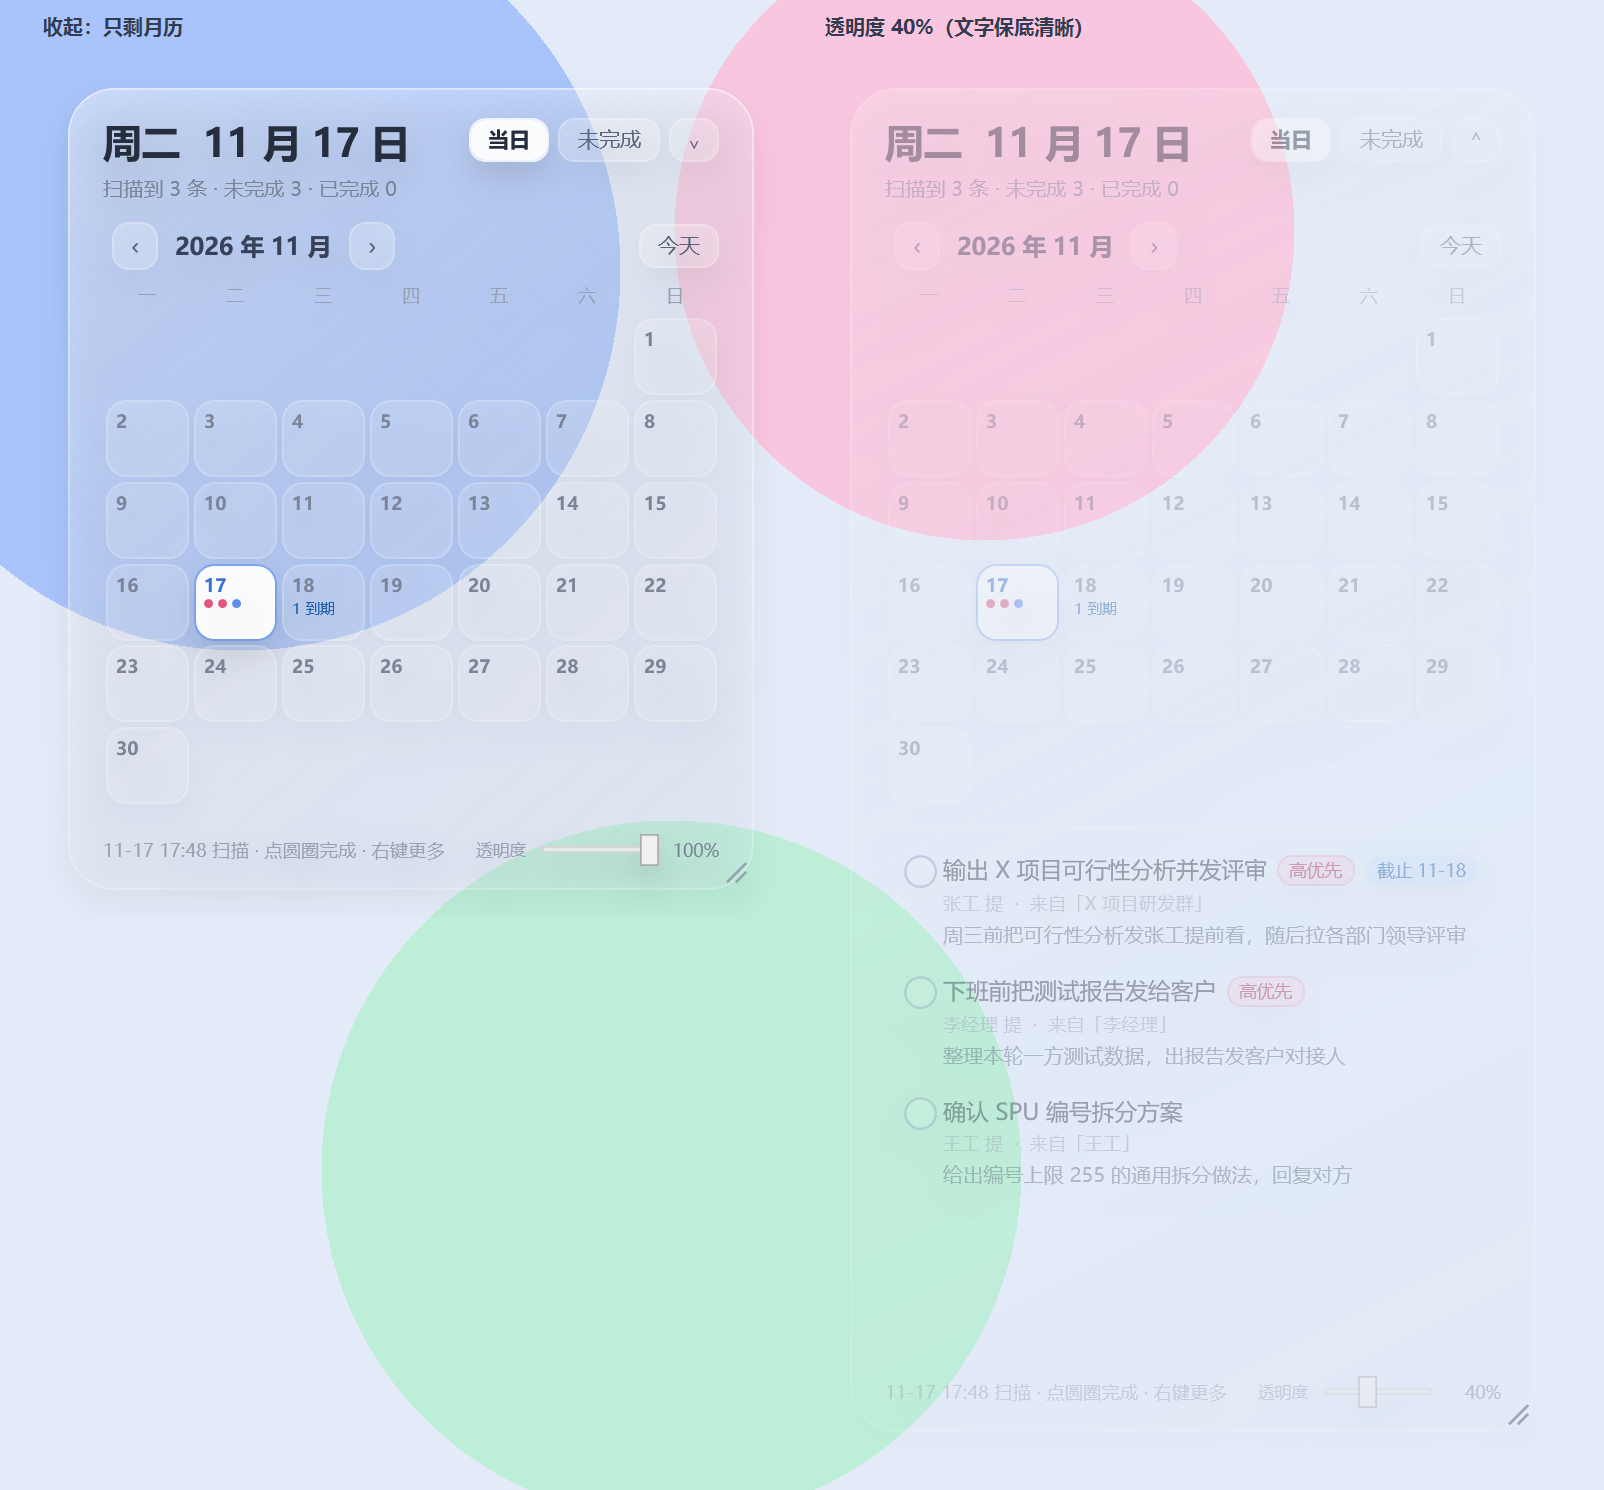 收起：只剩月历
周二 11 月 17 日
当日
未完成
扫描到 3 条 · 未完成 3 · 已完成 0
‹ 2026 年 11 月 ›
今天
一 二 三 四 五 六 日
1
2 3 4 5 6 7 8
9 10 11 12 13 14 15
16 17 18 19 20 21 22
1 到期
23 24 25 26 27 28 29
30
11-17 17:48 扫描 · 点圆圈完成 · 右键更多
透明度
100%
透明度 40%（文字保底清晰）
周二 11 月 17 日
当日
未完成
扫描到 3 条 · 未完成 3 · 已完成 0
‹ 2026 年 11 月 ›
今天
一 二 三 四 五 六 日
1
2 3 4 5 6 7 8
9 10 11 12 13 14 15
16 17 18 19 20 21 22
1 到期
23 24 25 26 27 28 29
30
输出 X 项目可行性分析并发评审 高优先 截止 11-18
张工 提 · 来自「X 项目研发群」
周三前把可行性分析发张工提前看，随后拉各部门领导评审
下班前把测试报告发给客户 高优先
李经理 提 · 来自「李经理」
整理本轮一方测试数据，出报告发客户对接人
确认 SPU 编号拆分方案
王工 提 · 来自「王工」
给出编号上限 255 的通用拆分做法，回复对方
11-17 17:48 扫描 · 点圆圈完成 · 右键更多
透明度
40%